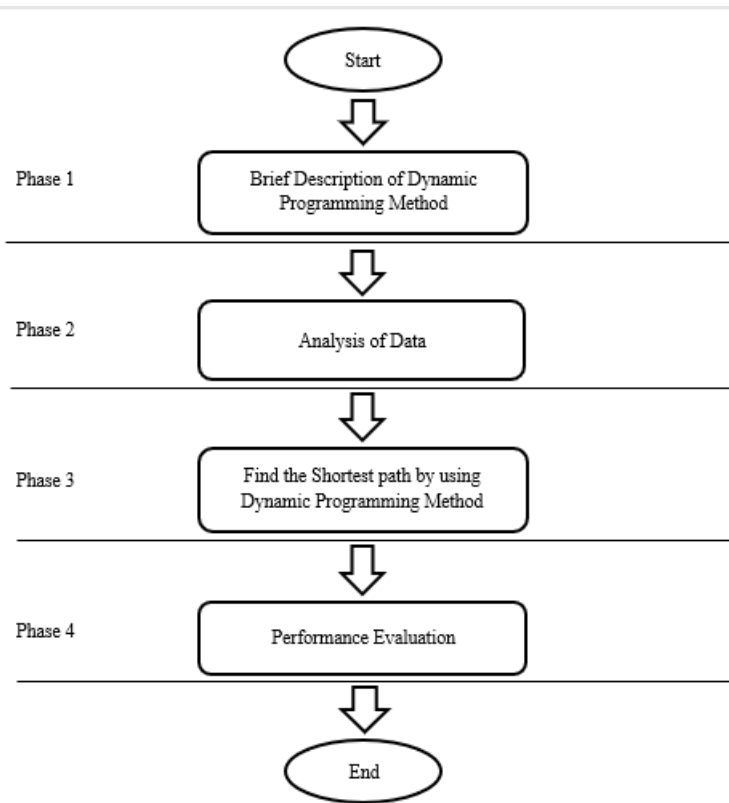 Start
Phase 1
Brief Description of Dynamic
Programming Method
Phase 2
Analysis of Data
Phase 3
Find the Shortest path by using
Dynamic Programming Method
Phase 4
Performance Evaluation
End